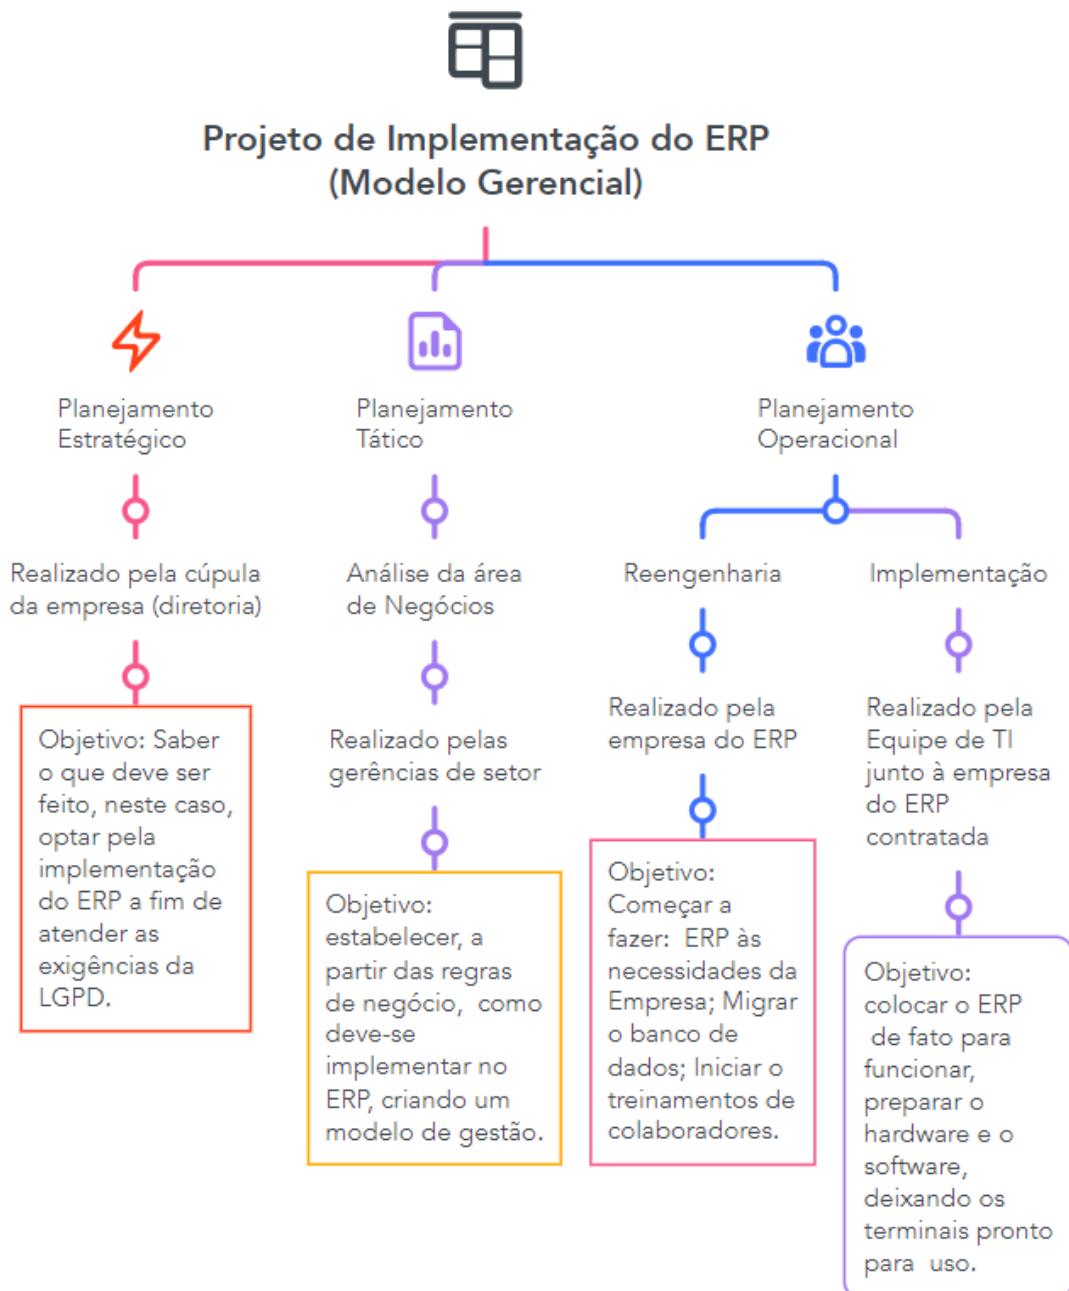 Projeto de Implementação do ERP
(Modelo Gerencial)
Planejamento
Estratégico
Realizado pela cúpula
da empresa (diretoria)
Objetivo: Saber
o que deve ser
feito, neste caso,
optar pela
implementação
do ERP a fim de
atender as
exigências da
LGPD.
Planejamento
Tático
Análise da área
de Negócios
Realizado pelas
gerências de setor
Objetivo:
estabelecer, a
partir das regras
de negócio, como
deve-se
implementar no
ERP, criando um
modelo de gestão.
Planejamento
Operacional
Reengenharia
Realizado pela
empresa do ERP
Objetivo:
Começar a
fazer: ERP às
necessidades da
Empresa; Migrar
o banco de
dados; Iniciar o
treinamentos de
colaboradores.
Implementação
Realizado pela
Equipe de TI
junto à empresa
do ERP
contratada
Objetivo:
colocar o ERP
de fato para
funcionar,
preparar o
hardware e o
software,
deixando os
terminais pronto
para uso.